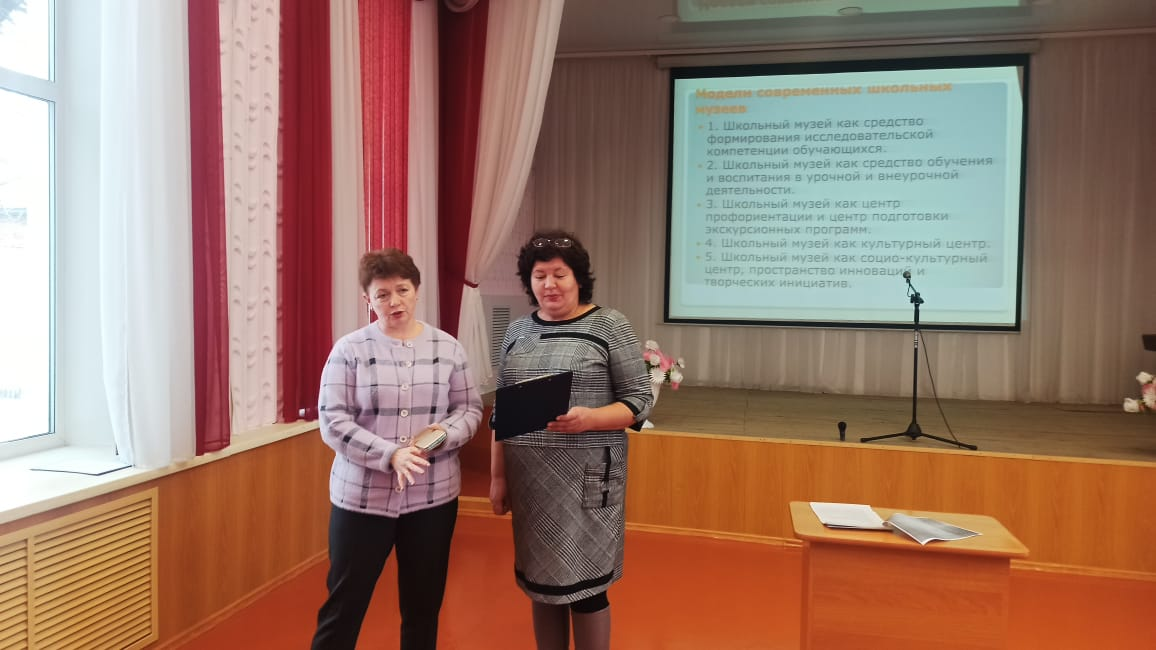 Модели современных школьных
музеев
• 1. Школьный музей как средство
формирования исследовательской
компетенции обучающихся.
• 2. Школьный музей как средство обучения
и воспитания в урочной и внеурочной
деятельности.
• 3. Школьный музей как центр
профориентации и центр подготовки
экскурсионных программ.
• 4. Школьный музей как культурный центр.
• 5. Школьный музей как социо-культурный
центр, пространство инноваций и
творческих инициатив.